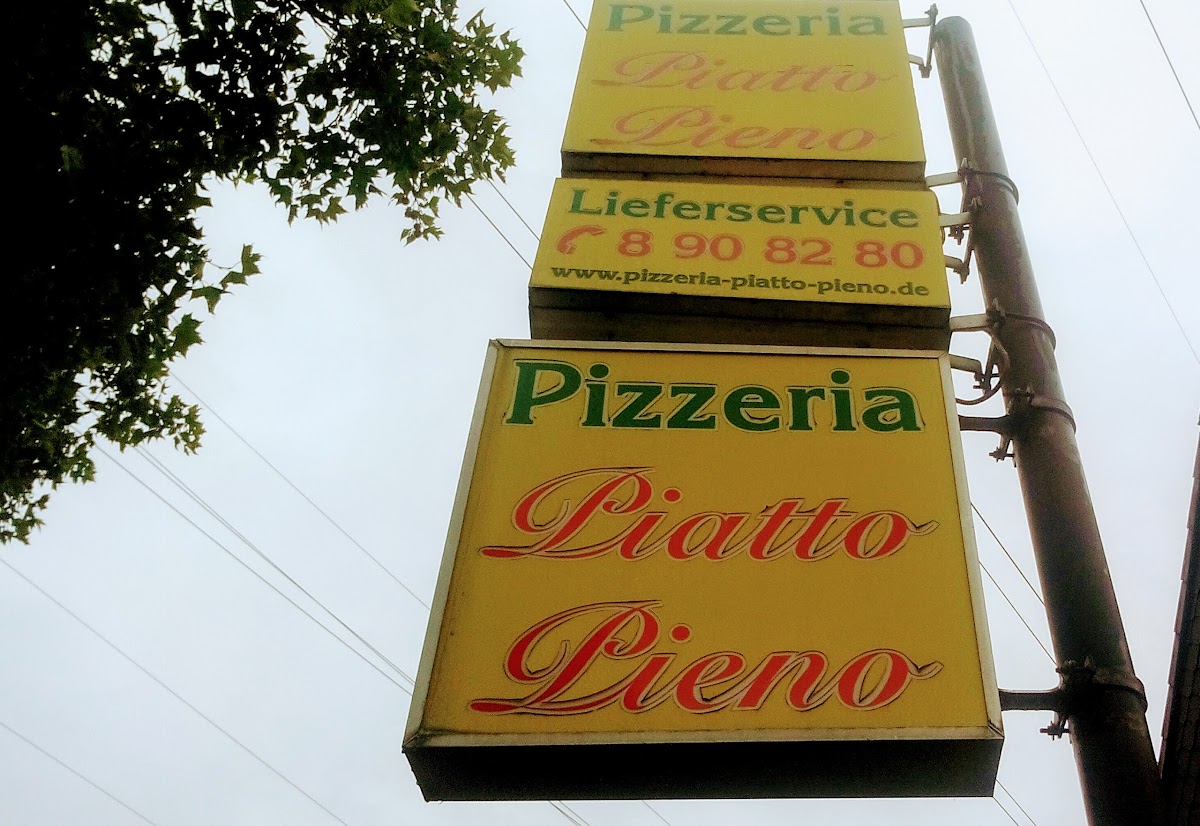 Pizzeria
Piatto
Pieno
Lieferservice
8 90 82 80
www.pizzeria-piatto-pieno.de
Pizzeria
Piatto
Pieno